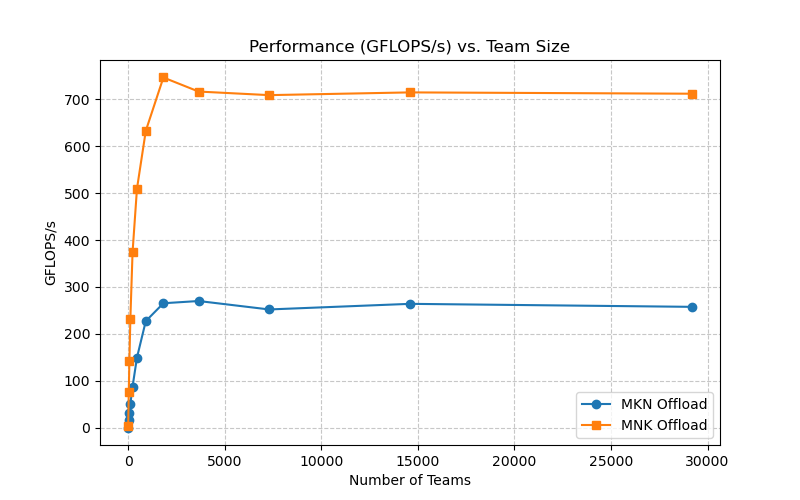 Performance (GFLOPS/s) vs. Team Size
GFLOPS/s
700
600
500
400
300
200
100
0
0 5000 10000 15000 20000 25000 30000
Number of Teams
MKN Offload
MNK Offload